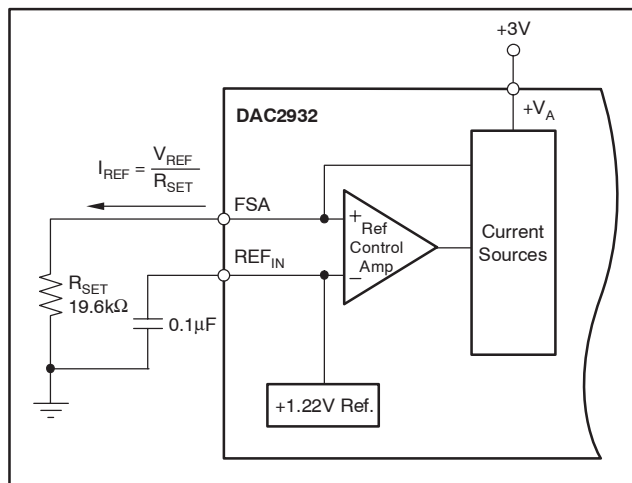 +3V
DAC2932
+V_A
I_REF = V_REF / R_SET
FSA
+
Ref
Control
Amp
Current
Sources
REF_IN
−
R_SET
19.6kΩ
0.1µF
+1.22V Ref.